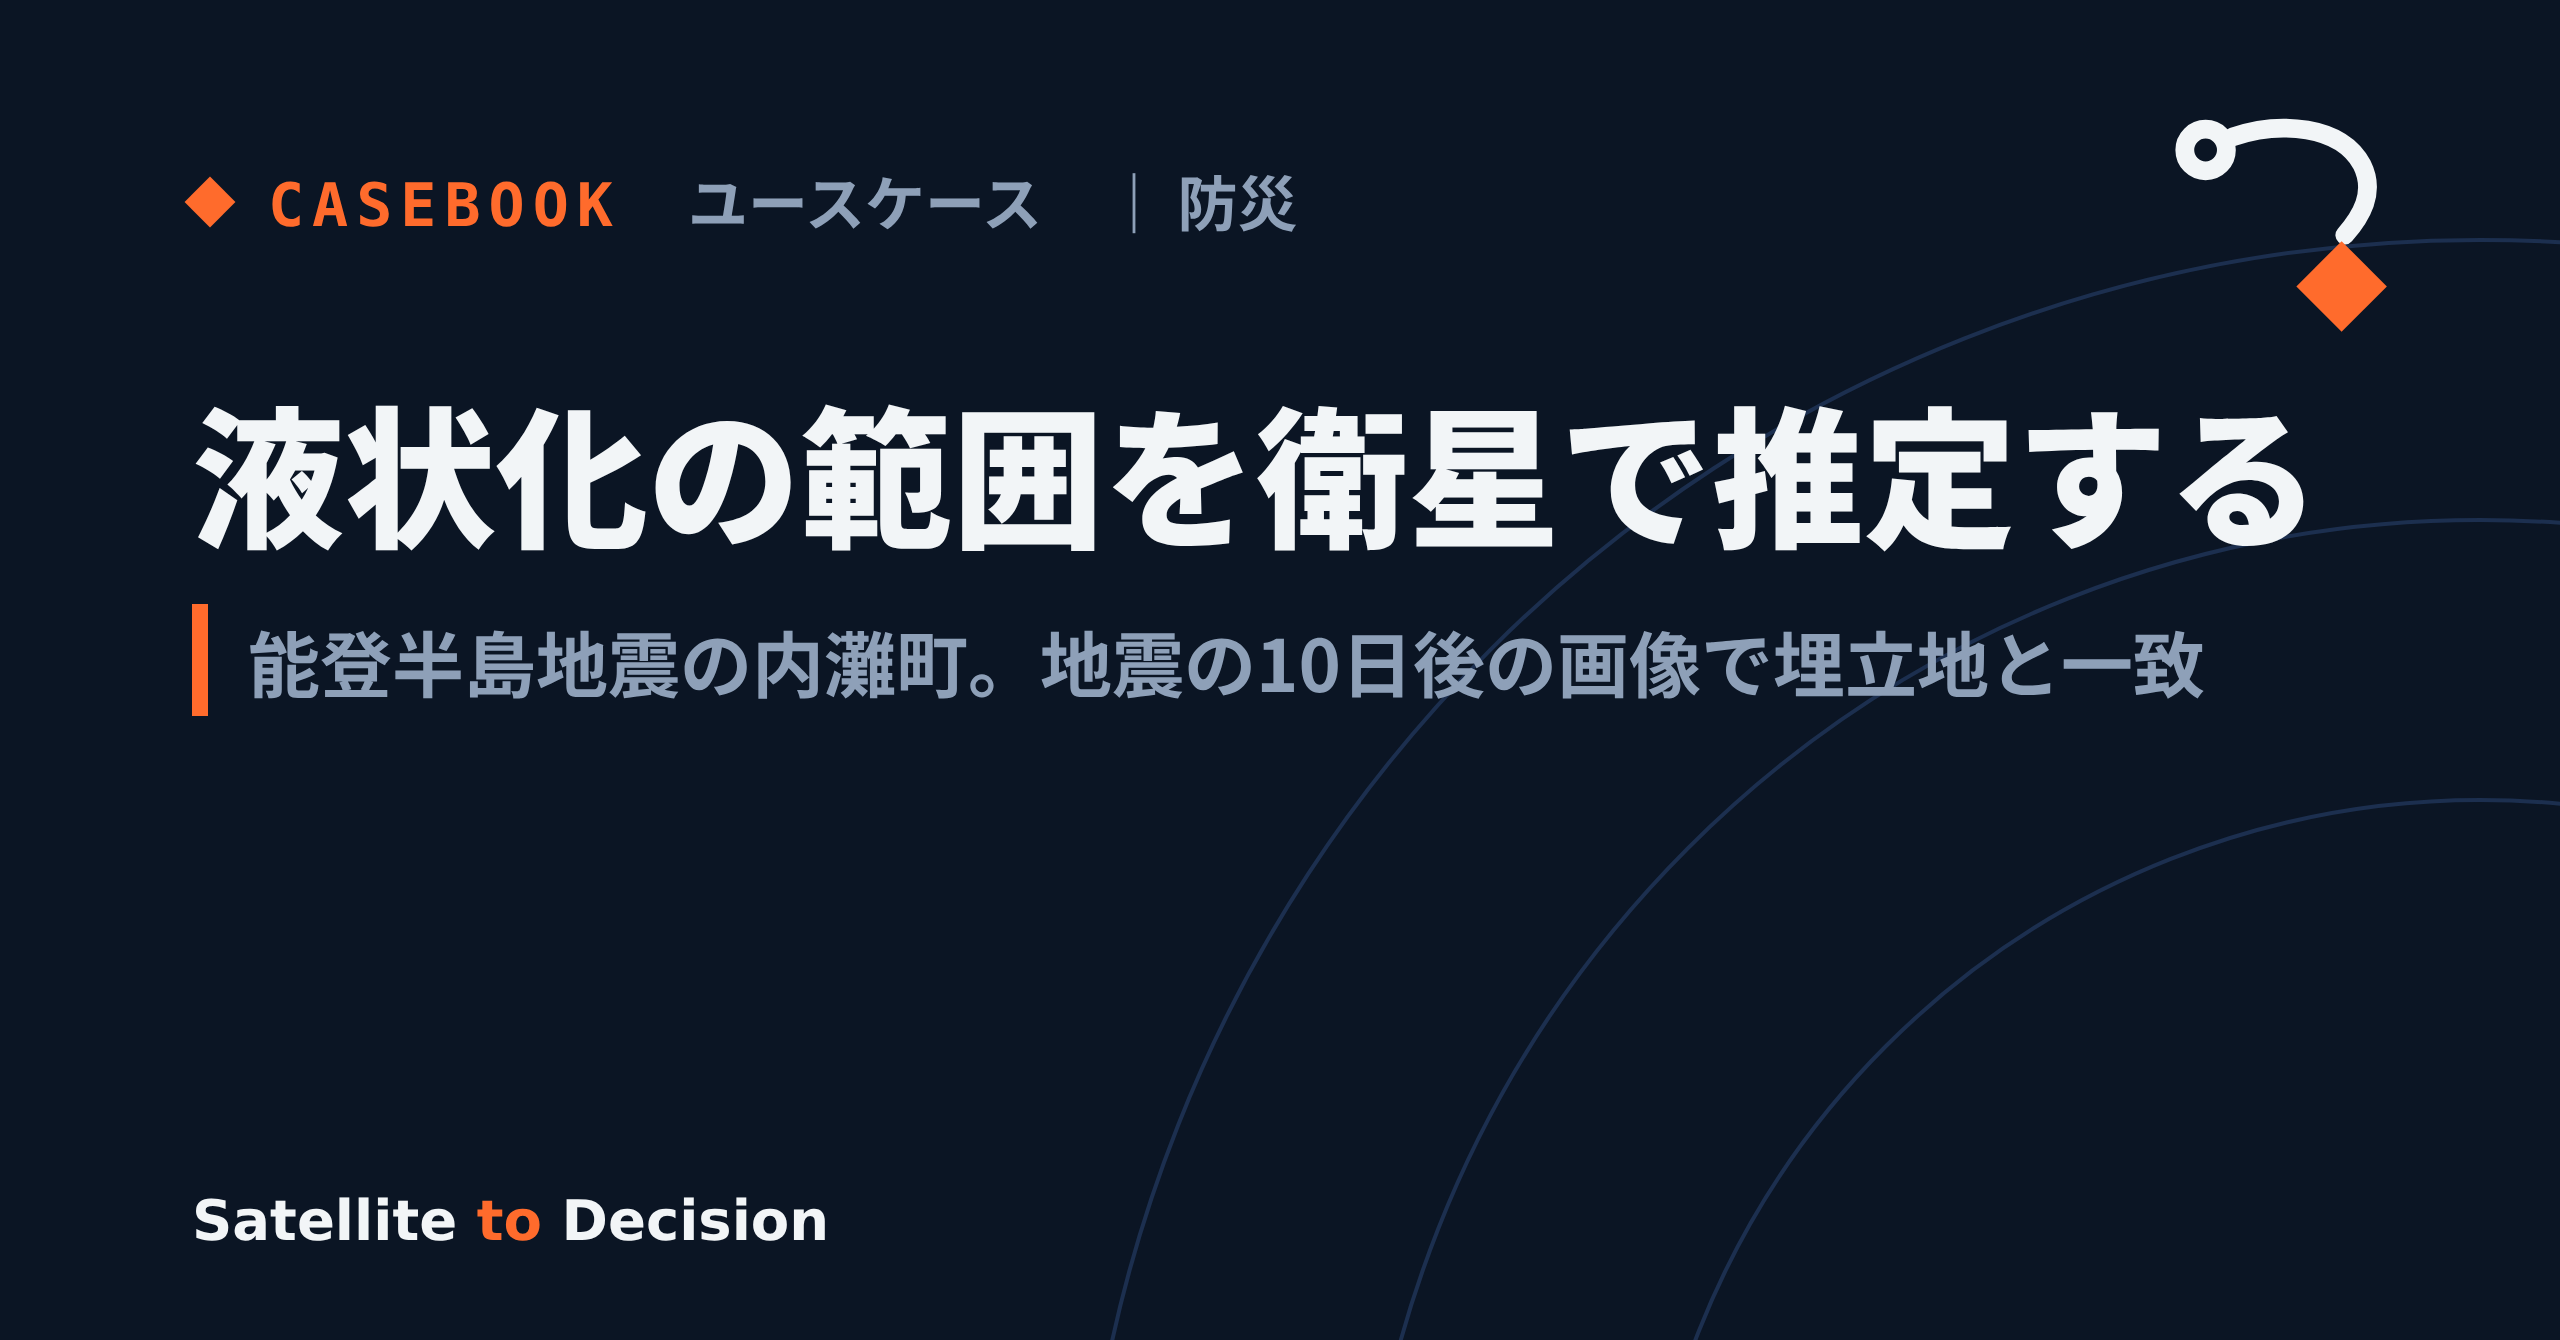 CASEBOOK ユースケース | 防災
液状化の範囲を衛星で推定する
能登半島地震の内灘町。地震の10日後の画像で埋立地と一致
Satellite to Decision